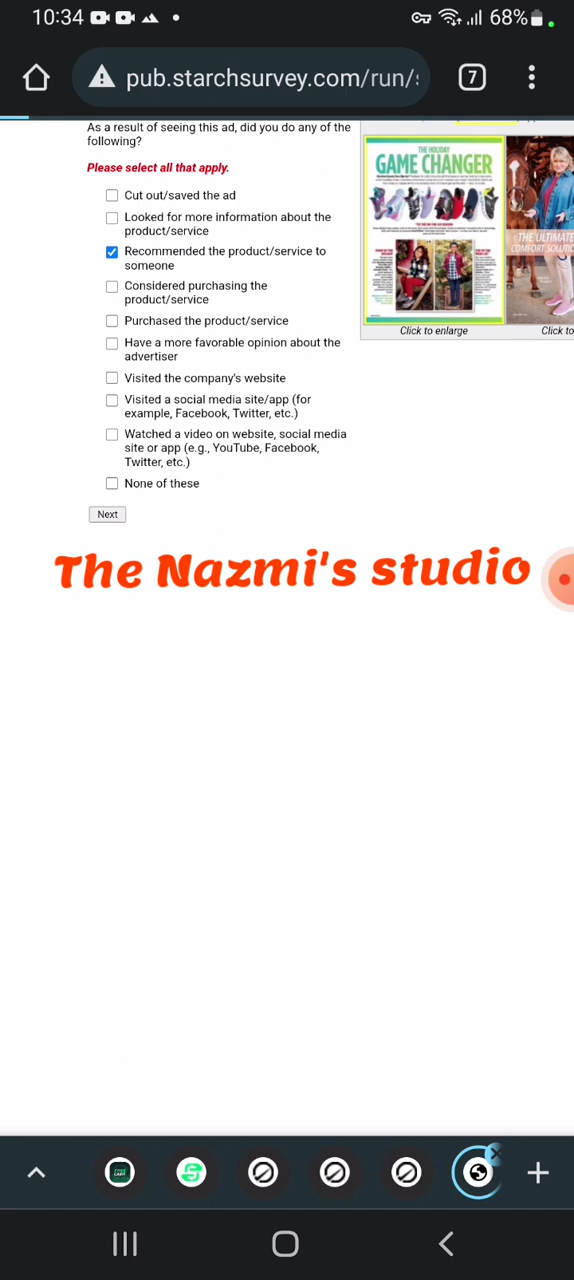 10:34
68%
pub.starchsurvey.com/run/
7
As a result of seeing this ad, did you do any of the
following?
Please select all that apply.
Cut out/saved the ad
Looked for more information about the
product/service
Recommended the product/service to
someone
Considered purchasing the
product/service
Purchased the product/service
Have a more favorable opinion about the
advertiser
Visited the company's website
Visited a social media site/app (for
example, Facebook, Twitter, etc.)
Watched a video on website, social media
site or app (e.g., YouTube, Facebook,
Twitter, etc.)
None of these
Next
THE HOLIDAY
GAME CHANGER
THE ULTIMATE
COMFORT SOLUTIO
Click to enlarge
Click to
The Nazmi's studio